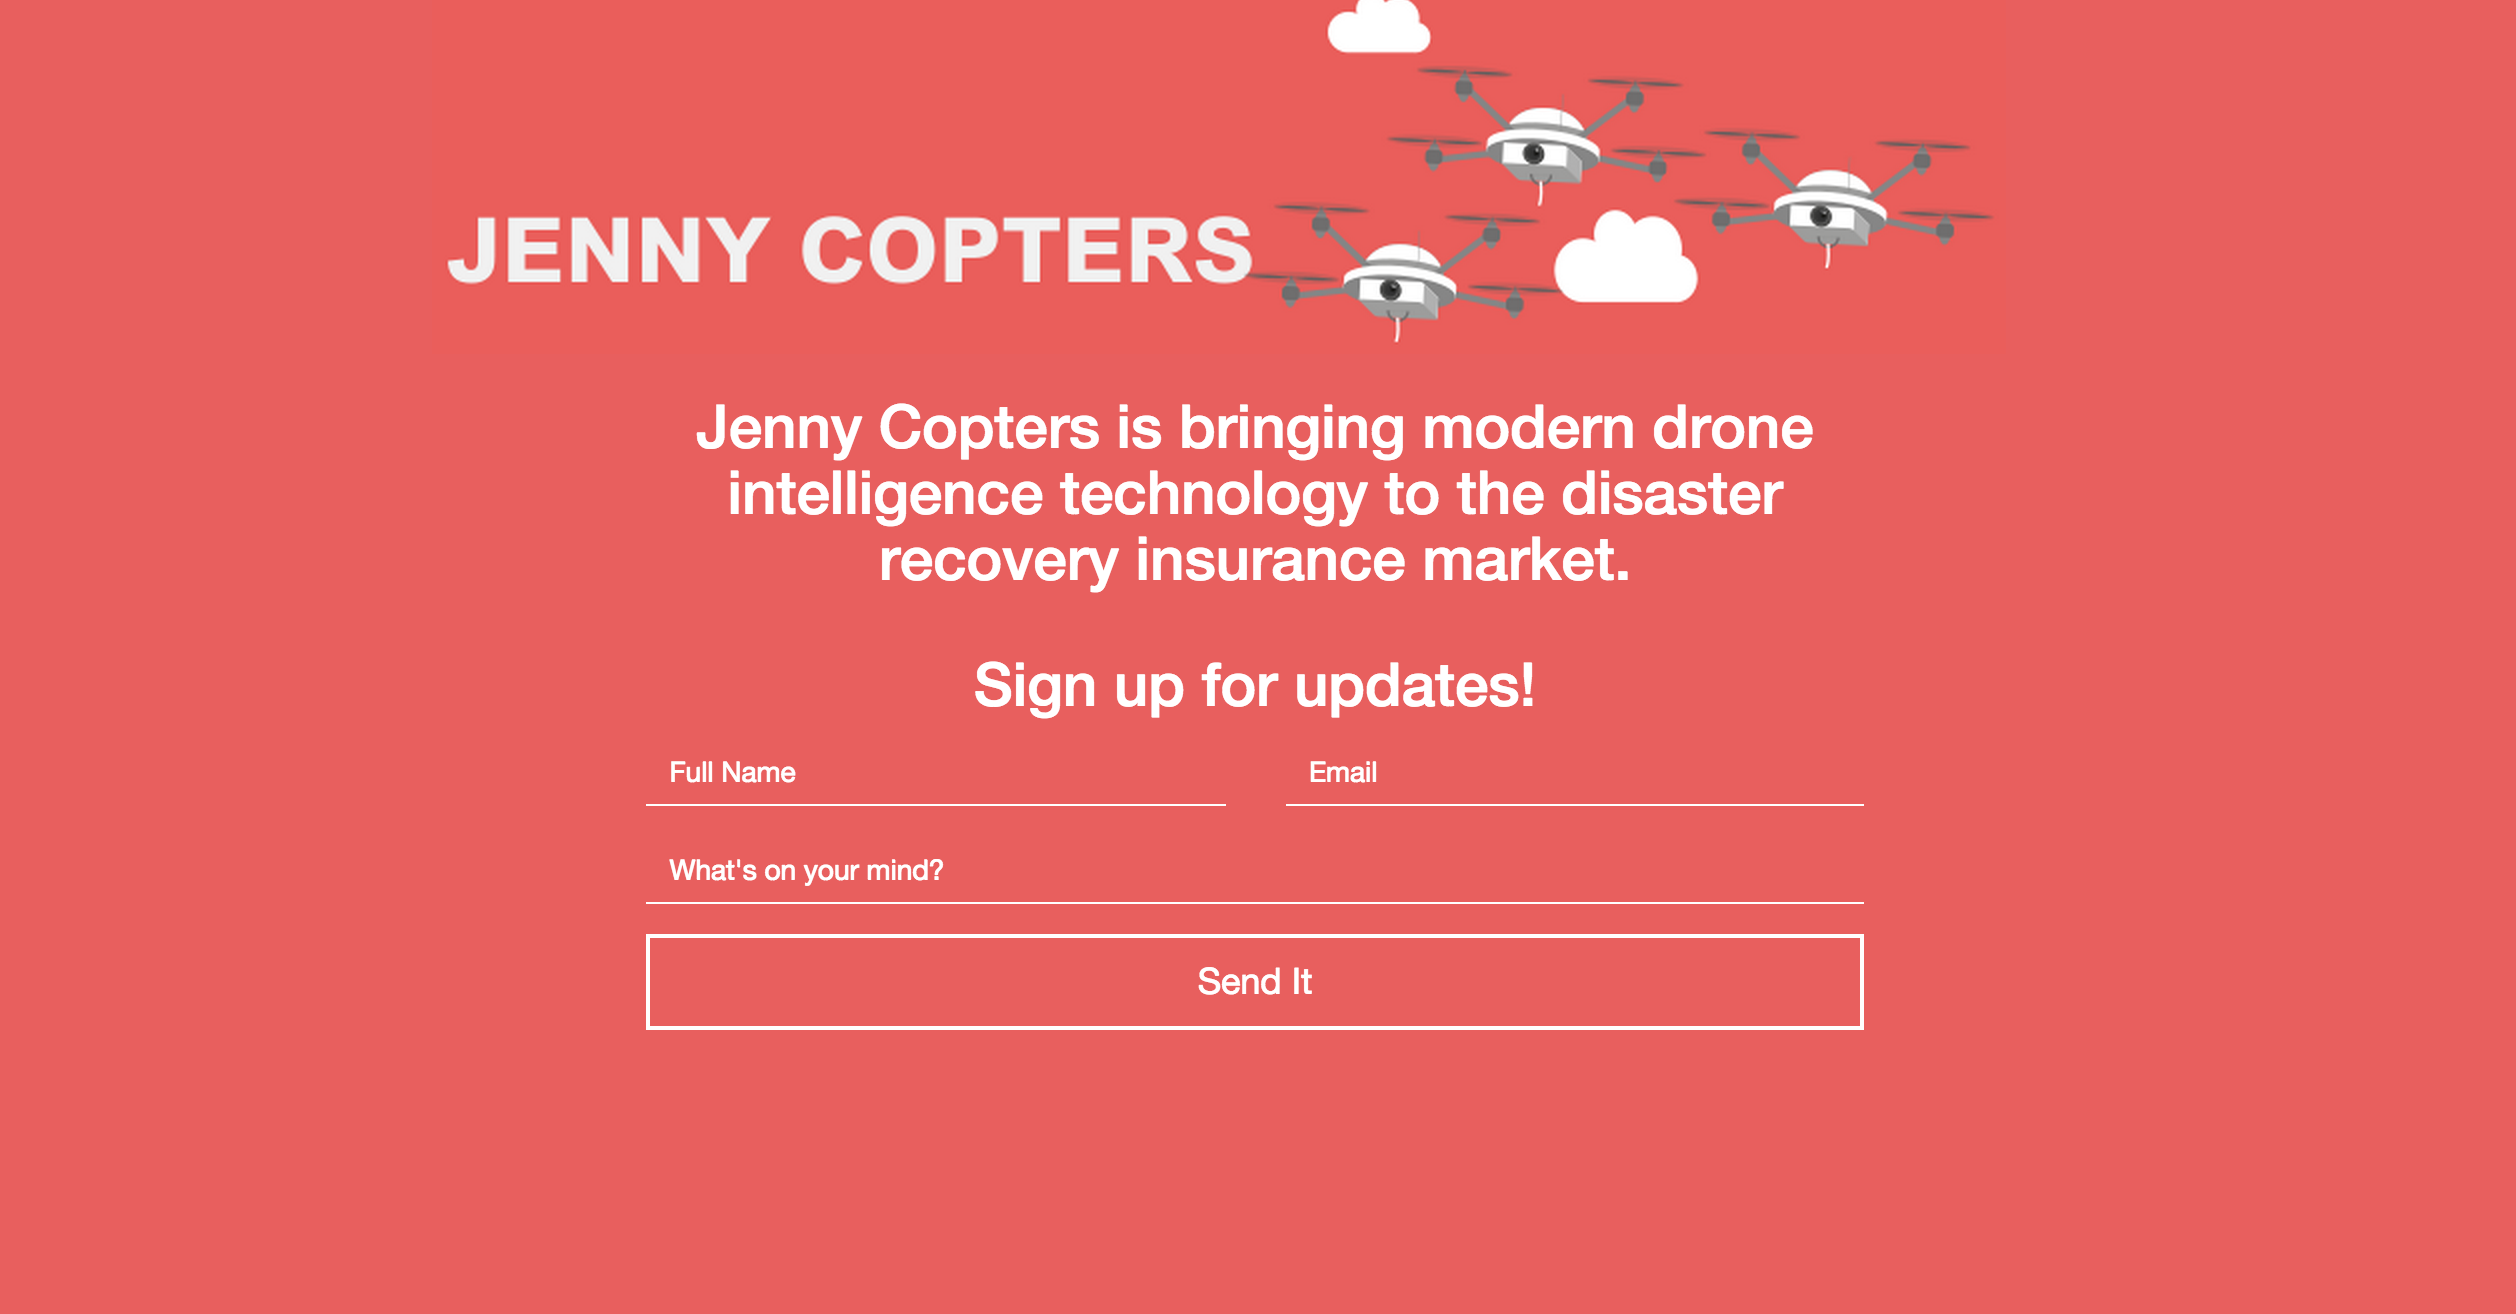 JENNY COPTERS
Jenny Copters is bringing modern drone
intelligence technology to the disaster
recovery insurance market.
Sign up for updates!
Full Name
Email
What's on your mind?
Send It